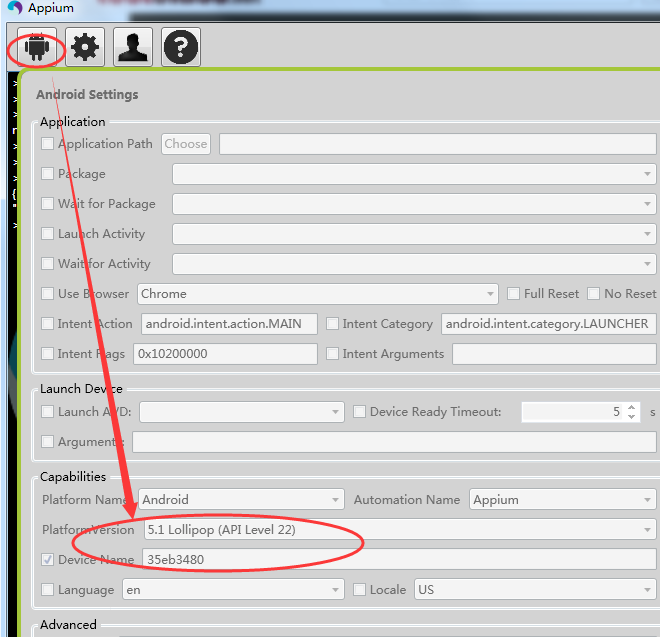 Appium
Android Settings
Application
Application Path Choose
Package
Wait for Package
Launch Activity
Wait for Activity
Use Browser Chrome Full Reset No Reset
Intent Action android.intent.action.MAIN Intent Category android.intent.category.LAUNCHER
Intent Flags 0x10200000 Intent Arguments
Launch Device
Launch AVD: Device Ready Timeout: 5 s
Arguments:
Capabilities
Platform Name Android Automation Name Appium
PlatformVersion 5.1 Lollipop (API Level 22)
Device Name 35eb3480
Language en Locale US
Advanced